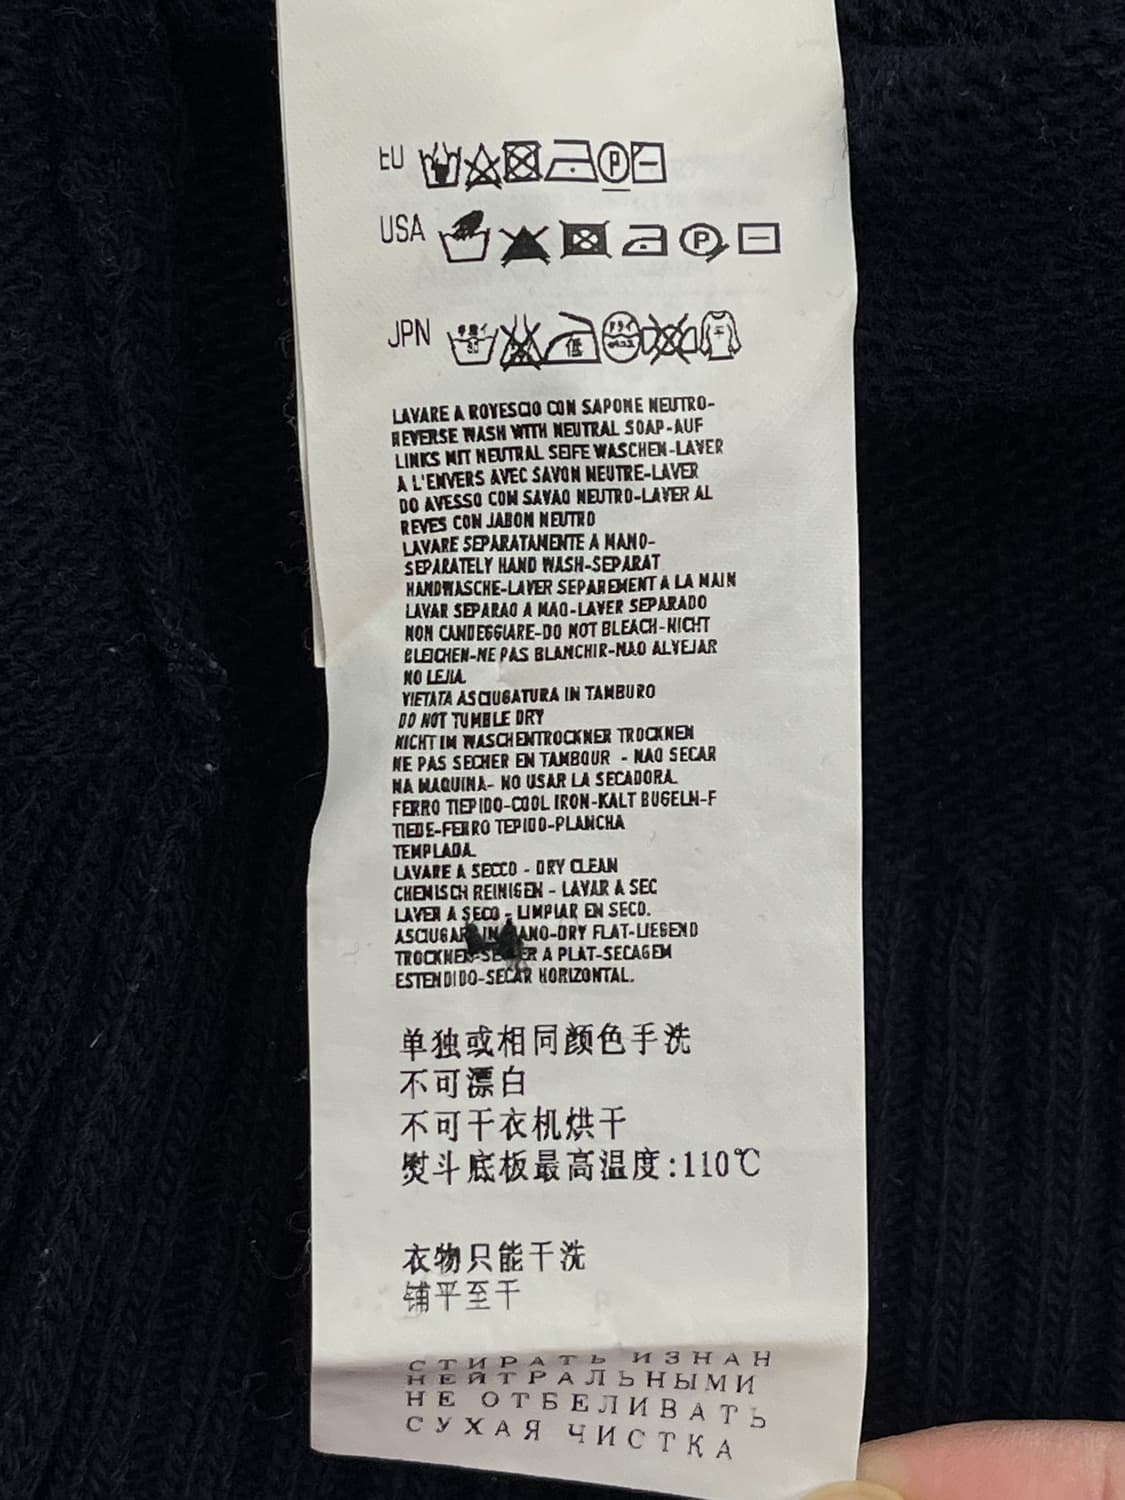 EU
USA
JPN
LAVARE A ROVESCIO CON SAPONE NEUTRO-
REVERSE WASH WITH NEUTRAL SOAP-AUF
LINKS MIT NEUTRAL SEIFE WASCHEN-LAVER
A L'ENVERS AVEC SAVON NEUTRE-LAVER
DO AVESSO COM SAVAO NEUTRO-LAVER AL
REVES CON JABON NEUTRO
LAVARE SEPARATAMENTE A MANO-
SEPARATELY HAND WASH-SEPARAT
HANDWASCHE-LAVER SEPAREMENT A LA MAIN
LAVAR SEPARAO A MAO-LAVER SEPARADO
NON CANDEGGIARE-DO NOT BLEACH-NICHT
BLEICHEN-NE PAS BLANCHIR-NAO ALVEJAR
NO LEJIA.
VIETATA ASCIUGATURA IN TAMBURO
DO NOT TUMBLE DRY
NICHT IM WASCHENTROCKNER TROCKNEN
NE PAS SECHER EN TAMBOUR - NAO SECAR
NA MAQUINA- NO USAR LA SECADORA.
FERRO TIEPIDO-COOL IRON-KALT BUGELN-F
TIEDE-FERRO TEPIDO-PLANCHA
TEMPLADA.
LAVARE A SECCO - DRY CLEAN
CHEMISCH REINIGEN - LAVAR A SEC
LAVER A SECO - LIMPIAR EN SECO.
IN PIANO-DRY FLAT-LIEGEND
A PLAT-SECAGEM
ESTENDIDO-SECAR HORIZONTAL.
单独或相同颜色手洗
不可漂白
不可干衣机烘干
熨斗底板最高温度:110℃
衣物只能干洗
铺平至干
СТИРАТЬ ИЗНАН
НЕЙТРАЛЬНЫМИ
НЕ ОТБЕЛИВАТЬ
СУХАЯ ЧИСТКА